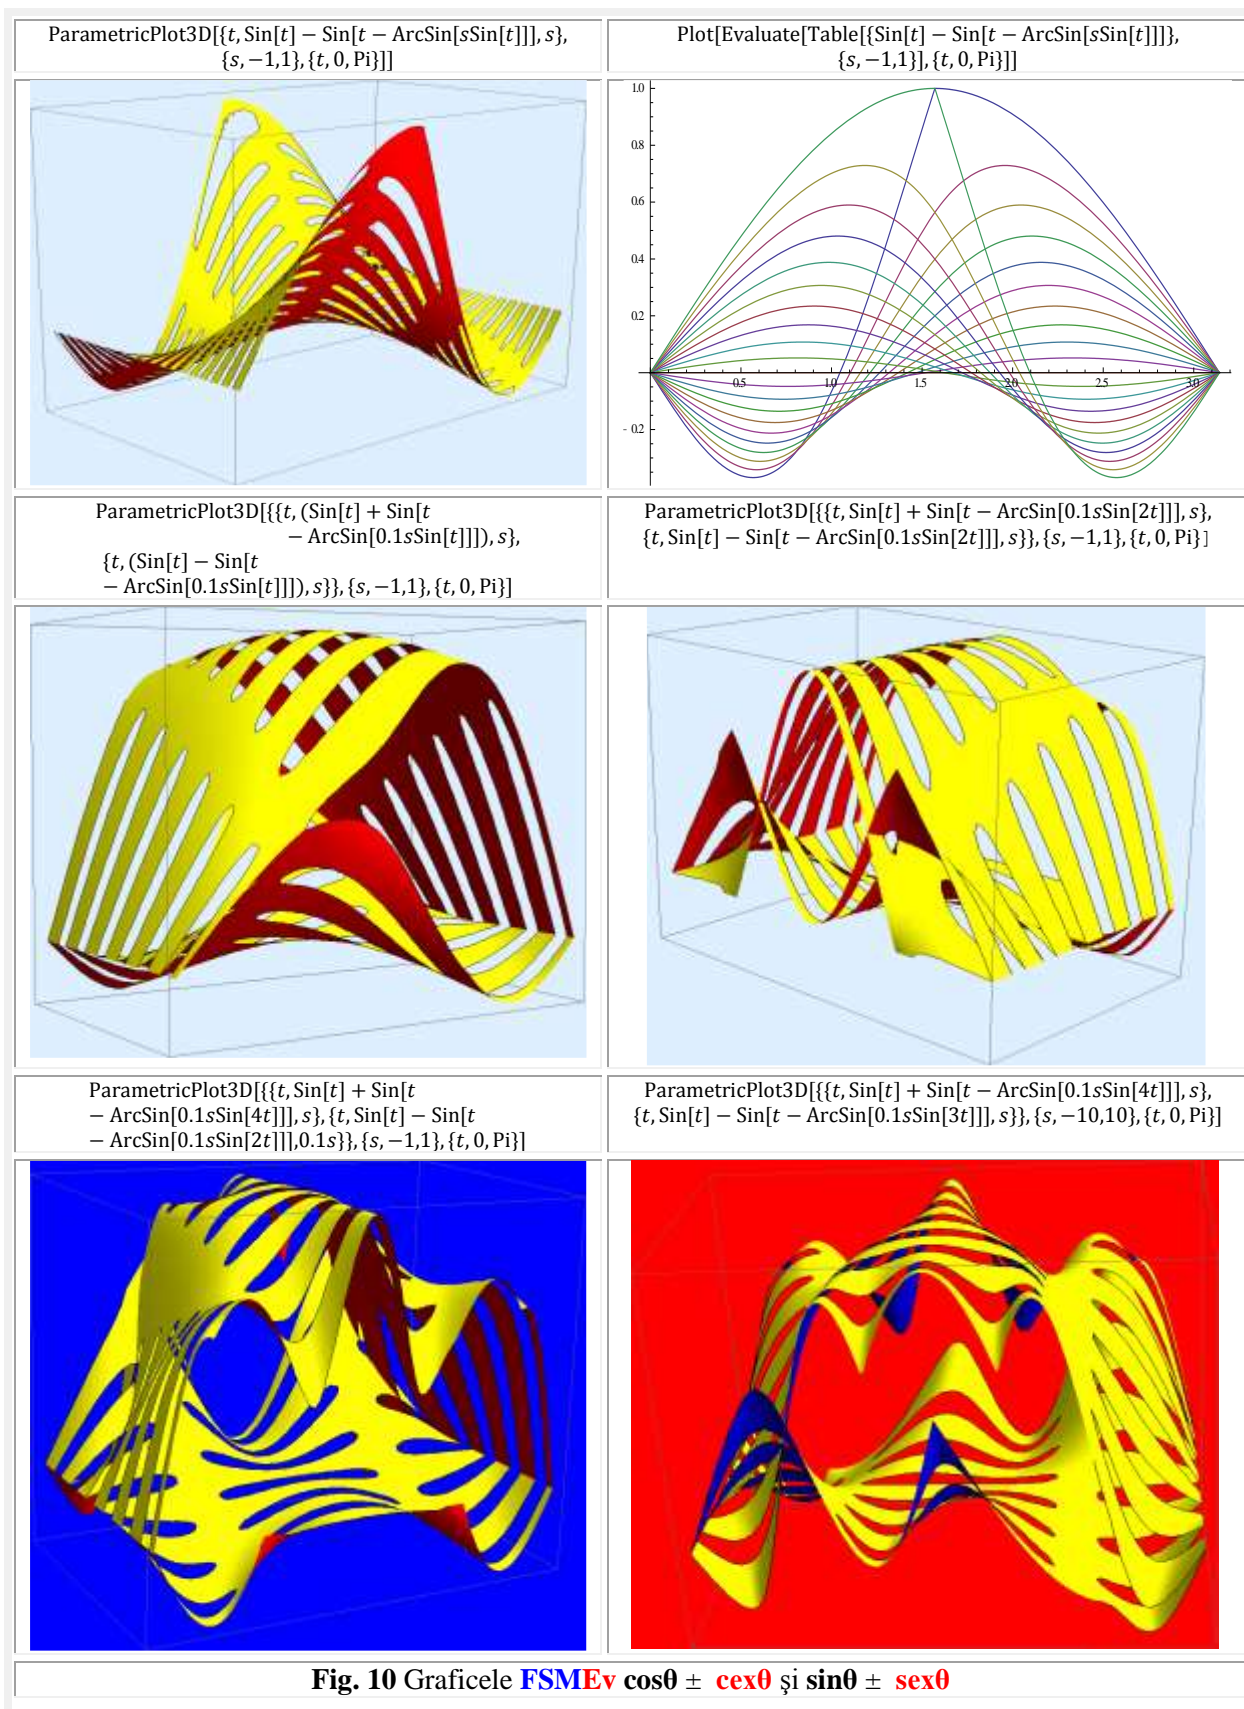 ParametricPlot3D[{t, Sin[t] − Sin[t − ArcSin[sSin[t]]], s},
{s, −1,1}, {t, 0, Pi}]]
Plot[Evaluate[Table[{Sin[t] − Sin[t − ArcSin[sSin[t]]]},
{s, −1,1}], {t, 0, Pi}]]
1.0
0.8
0.6
0.4
0.2
0.5
1.0
1.5
2.0
2.5
3.0
- 0.2
ParametricPlot3D[{{t, (Sin[t] + Sin[t
− ArcSin[0.1sSin[t]]]), s},
{t, (Sin[t] − Sin[t
− ArcSin[0.1sSin[t]]]), s}}, {s, −1,1}, {t, 0, Pi}]
ParametricPlot3D[{{t, Sin[t] + Sin[t − ArcSin[0.1sSin[2t]]], s},
{t, Sin[t] − Sin[t − ArcSin[0.1sSin[2t]]], s}}, {s, −1,1}, {t, 0, Pi}]
ParametricPlot3D[{{t, Sin[t] + Sin[t
− ArcSin[0.1sSin[4t]]], s}, {t, Sin[t] − Sin[t
− ArcSin[0.1sSin[2t]]],0.1s}}, {s, −1,1}, {t, 0, Pi}]
ParametricPlot3D[{{t, Sin[t] + Sin[t − ArcSin[0.1sSin[4t]]], s},
{t, Sin[t] − Sin[t − ArcSin[0.1sSin[3t]]], s}}, {s, −10,10}, {t, 0, Pi}]
Fig. 10 Graficele FSMEv cosθ ± cexθ şi sinθ ± sexθ